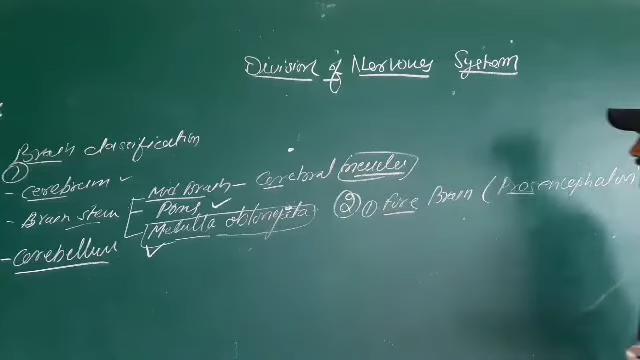 Division of Nervous System
Brain classification
①
- Cerebrum ✓
- Brain stem
Mid Brain - Cerebral
Pons ✓
Medulla oblongata
- Cerebellum
② ① Fore Brain (Prosencephalon